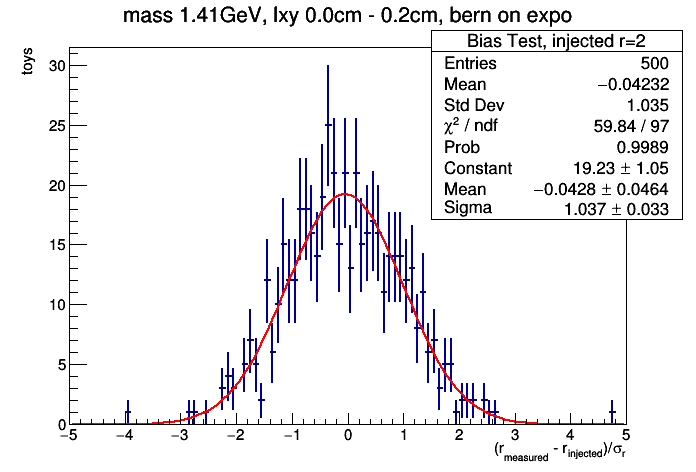 mass 1.41GeV, lxy 0.0cm - 0.2cm, bern on expo
Bias Test, injected r=2
Entries 500
Mean −0.04232
Std Dev 1.035
χ² / ndf 59.84 / 97
Prob 0.9989
Constant 19.23 ± 1.05
Mean −0.0428 ± 0.0464
Sigma 1.037 ± 0.033
toys
30
25
20
15
10
5
0
−5 −4 −3 −2 −1 0 1 2 3 4 5
(r_measured - r_injected)/σ_r